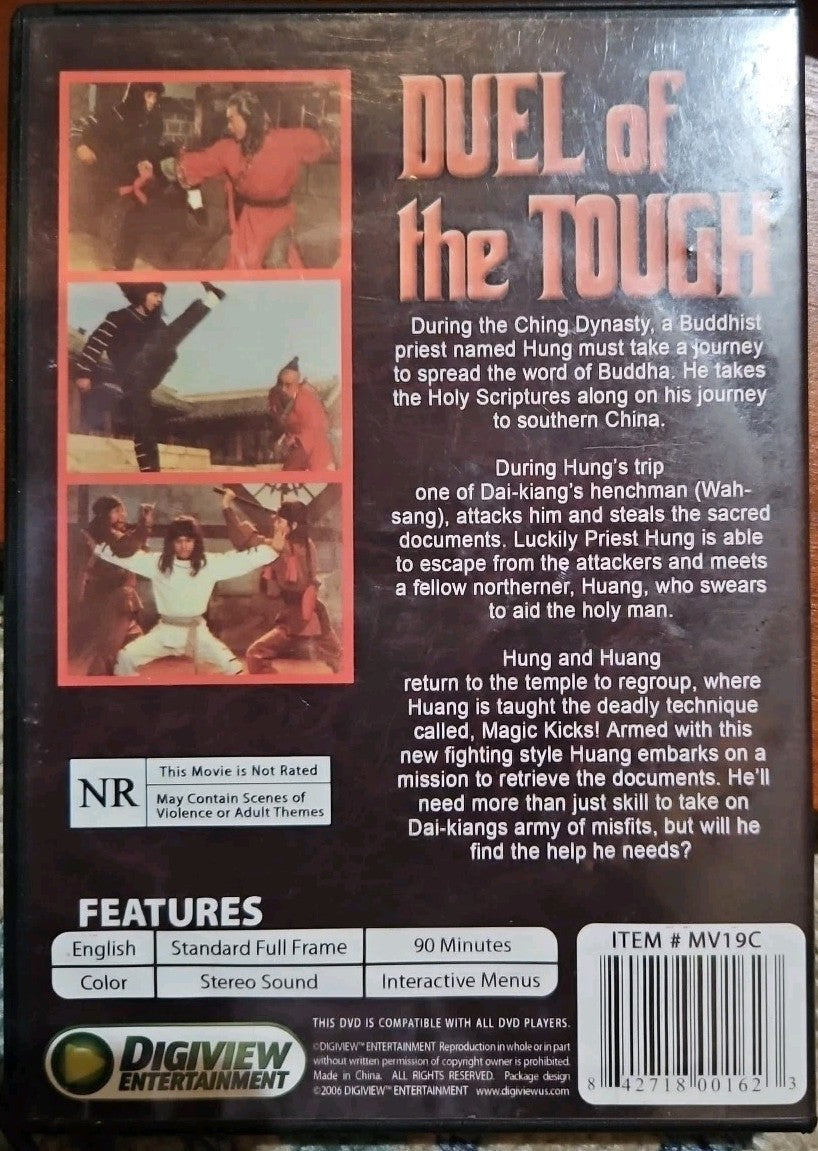 DUEL of
the TOUGH
During the Ching Dynasty, a Buddhist
priest named Hung must take a journey
to spread the word of Buddha. He takes
the Holy Scriptures along on his journey
to southern China.
During Hung's trip
one of Dai-kiang's henchman (Wah-
sang), attacks him and steals the sacred
documents. Luckily Priest Hung is able
to escape from the attackers and meets
a fellow northerner, Huang, who swears
to aid the holy man.
Hung and Huang
return to the temple to regroup, where
Huang is taught the deadly technique
called, Magic Kicks! Armed with this
new fighting style Huang embarks on a
mission to retrieve the documents. He'll
need more than just skill to take on
Dai-kiangs army of misfits, but will he
find the help he needs?
NR
This Movie is Not Rated
May Contain Scenes of
Violence or Adult Themes
FEATURES
English Standard Full Frame 90 Minutes
Color Stereo Sound Interactive Menus
ITEM # MV19C
8 42718 00162 3
DIGIVIEW
ENTERTAINMENT
THIS DVD IS COMPATIBLE WITH ALL DVD PLAYERS.
©DIGIVIEW™ ENTERTAINMENT Reproduction in whole or in part
without written permission of copyright owner is prohibited.
Made in China. ALL RIGHTS RESERVED. Package design
©2006 DIGIVIEW™ ENTERTAINMENT www.digiviewus.com